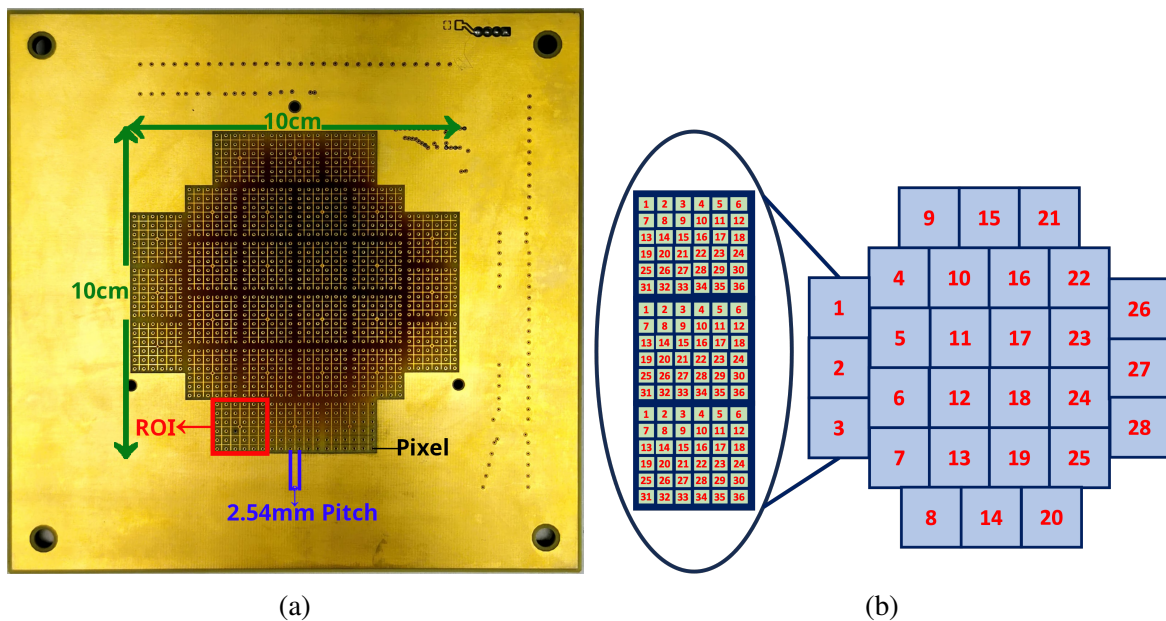 10cm
10cm
ROI
Pixel
2.54mm Pitch
(a)
1 2 3 4 5 6
7 8 9 10 11 12
13 14 15 16 17 18
19 20 21 22 23 24
25 26 27 28 29 30
31 32 33 34 35 36
1 2 3 4 5 6
7 8 9 10 11 12
13 14 15 16 17 18
19 20 21 22 23 24
25 26 27 28 29 30
31 32 33 34 35 36
1 2 3 4 5 6
7 8 9 10 11 12
13 14 15 16 17 18
19 20 21 22 23 24
25 26 27 28 29 30
31 32 33 34 35 36
9 15 21
4 10 16 22
1 26
5 11 17 23
2 27
6 12 18 24
3 28
7 13 19 25
8 14 20
(b)